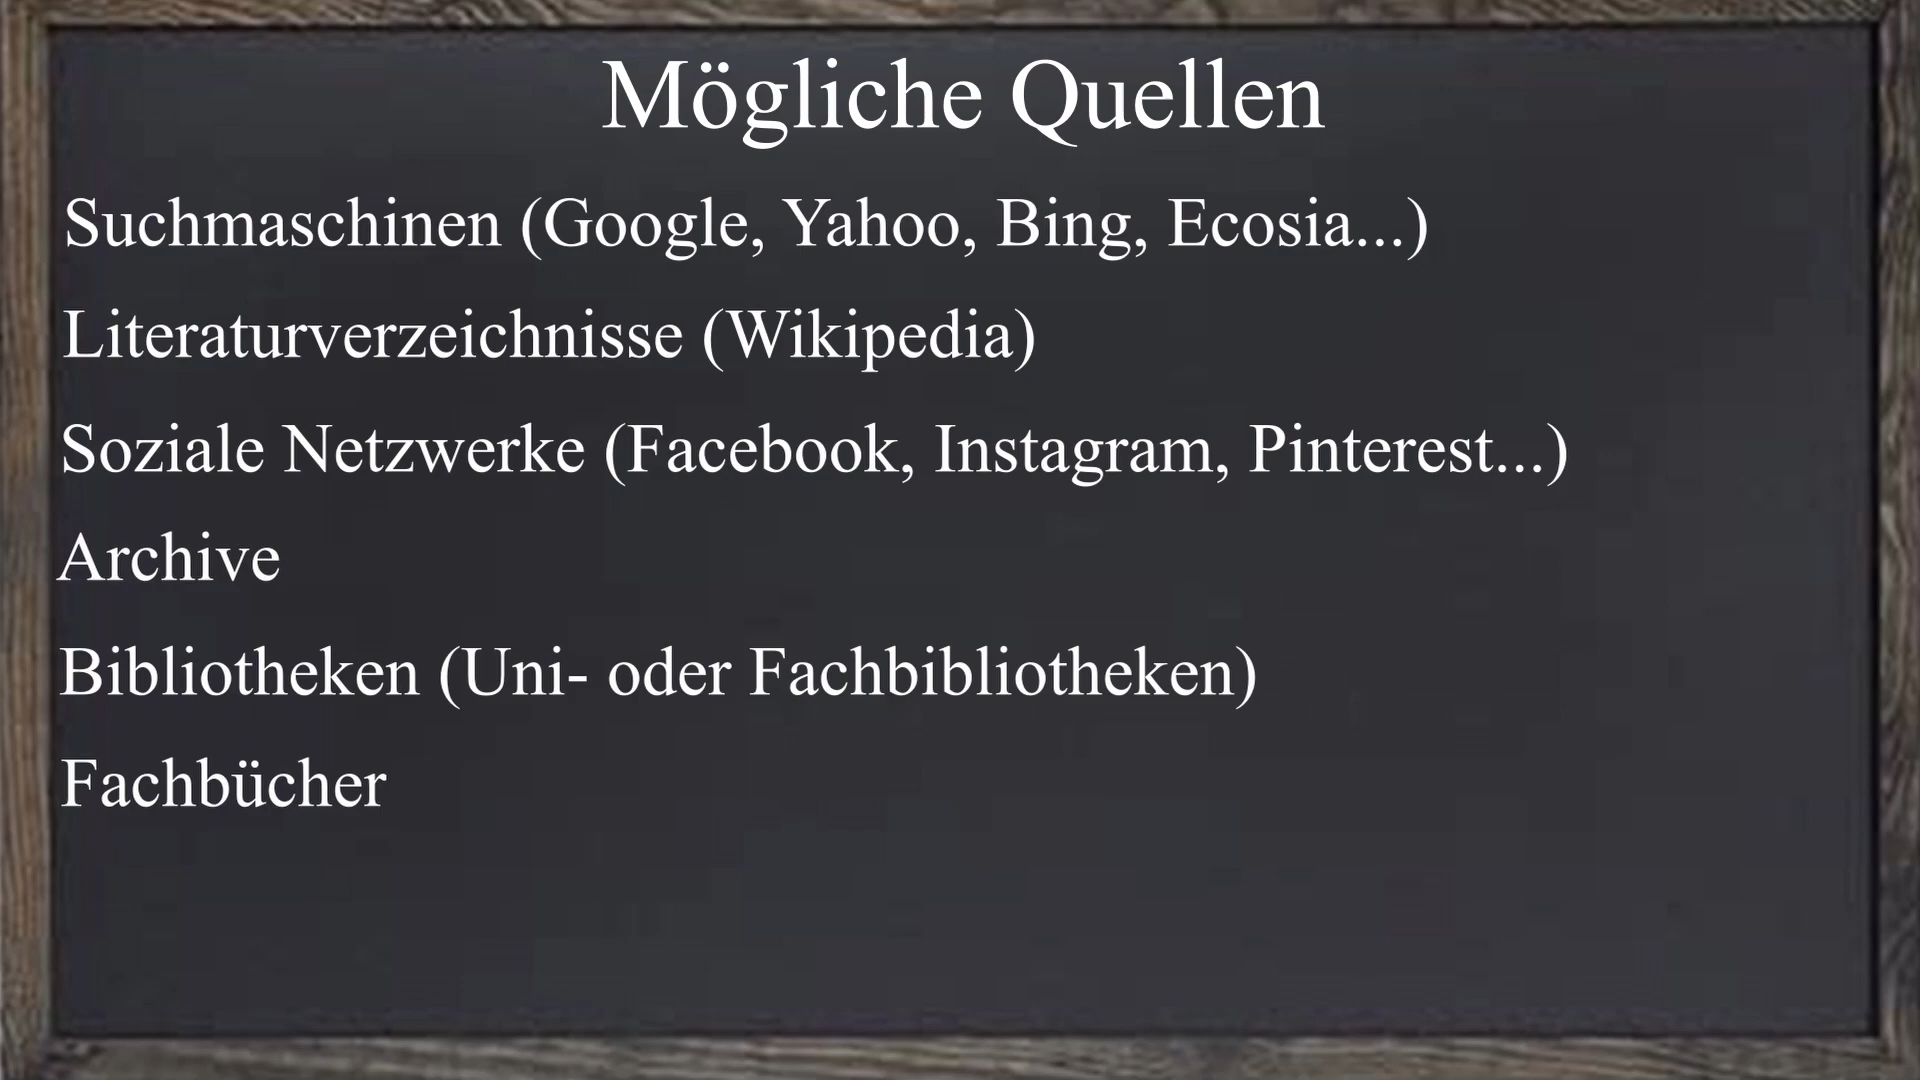 Mögliche Quellen
Suchmaschinen (Google, Yahoo, Bing, Ecosia...)
Literaturverzeichnisse (Wikipedia)
Soziale Netzwerke (Facebook, Instagram, Pinterest...)
Archive
Bibliotheken (Uni- oder Fachbibliotheken)
Fachbücher